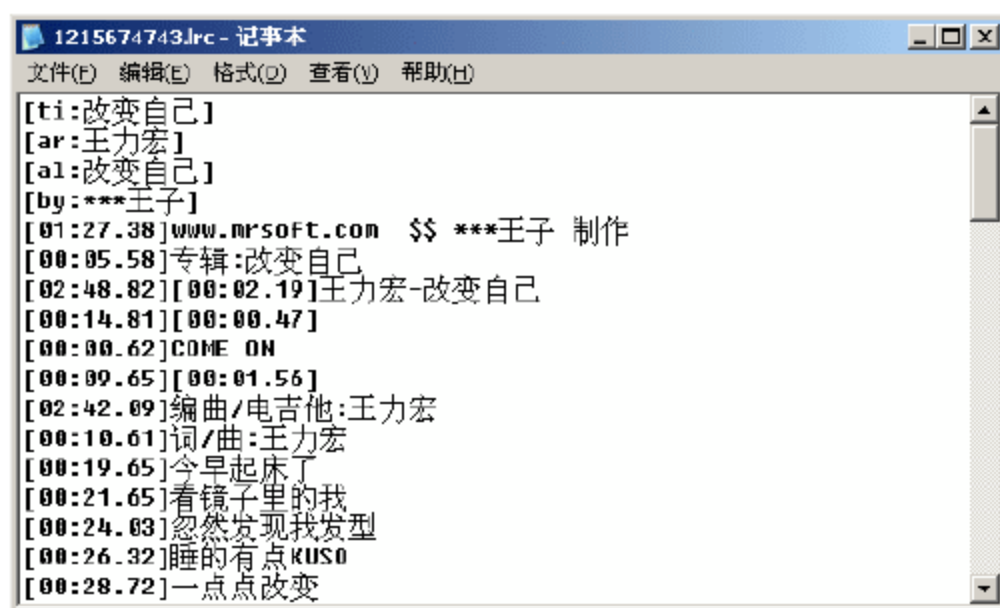 1215674743.lrc - 记事本
文件(F) 编辑(E) 格式(O) 查看(V) 帮助(H)
[ti:改变自己]
[ar:王力宏]
[al:改变自己]
[by:***王子]
[01:27.38]www.mrsoft.com  $$ ***王子 制作
[00:05.58]专辑:改变自己
[02:48.82][00:02.19]王力宏-改变自己
[00:14.81][00:00.47]
[00:00.62]COME ON
[00:09.65][00:01.56]
[02:42.09]编曲/电吉他:王力宏
[00:10.61]词/曲:王力宏
[00:19.65]今早起床了
[00:21.65]看镜子里的我
[00:24.03]忽然发现我发型
[00:26.32]睡的有点KUSO
[00:28.72]一点点改变